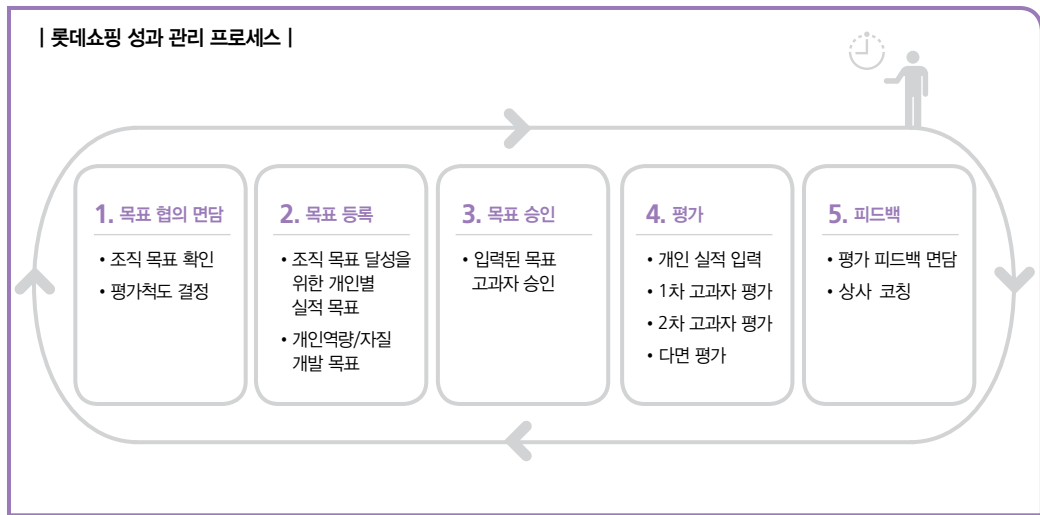 | 롯데쇼핑 성과 관리 프로세스 |
1. 목표 협의 면담
• 조직 목표 확인
• 평가척도 결정
2. 목표 등록
• 조직 목표 달성을
위한 개인별
실적 목표
• 개인역량/자질
개발 목표
3. 목표 승인
• 입력된 목표
고과자 승인
4. 평가
• 개인 실적 입력
• 1차 고과자 평가
• 2차 고과자 평가
• 다면 평가
5. 피드백
• 평가 피드백 면담
• 상사 코칭